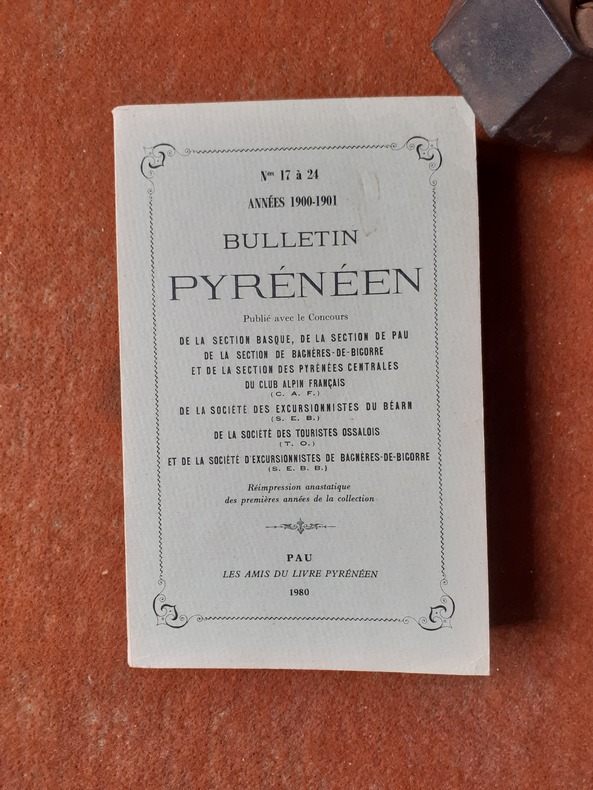 Nos 17 à 24
ANNÉES 1900-1901
BULLETIN
PYRÉNÉEN
Publié avec le Concours
DE LA SECTION BASQUE, DE LA SECTION DE PAU
DE LA SECTION DE BAGNÈRES-DE-BIGORRE
ET DE LA SECTION DES PYRÉNÉES CENTRALES
DU CLUB ALPIN FRANÇAIS
(C. A. F.)
DE LA SOCIÉTÉ DES EXCURSIONNISTES DU BÉARN
(S. E. B.)
DE LA SOCIÉTÉ DES TOURISTES OSSALOIS
(T. O.)
ET DE LA SOCIÉTÉ D'EXCURSIONNISTES DE BAGNÈRES-DE-BIGORRE
(S. E. B. B.)
Réimpression anastatique
des premières années de la collection
PAU
LES AMIS DU LIVRE PYRÉNÉEN
1980